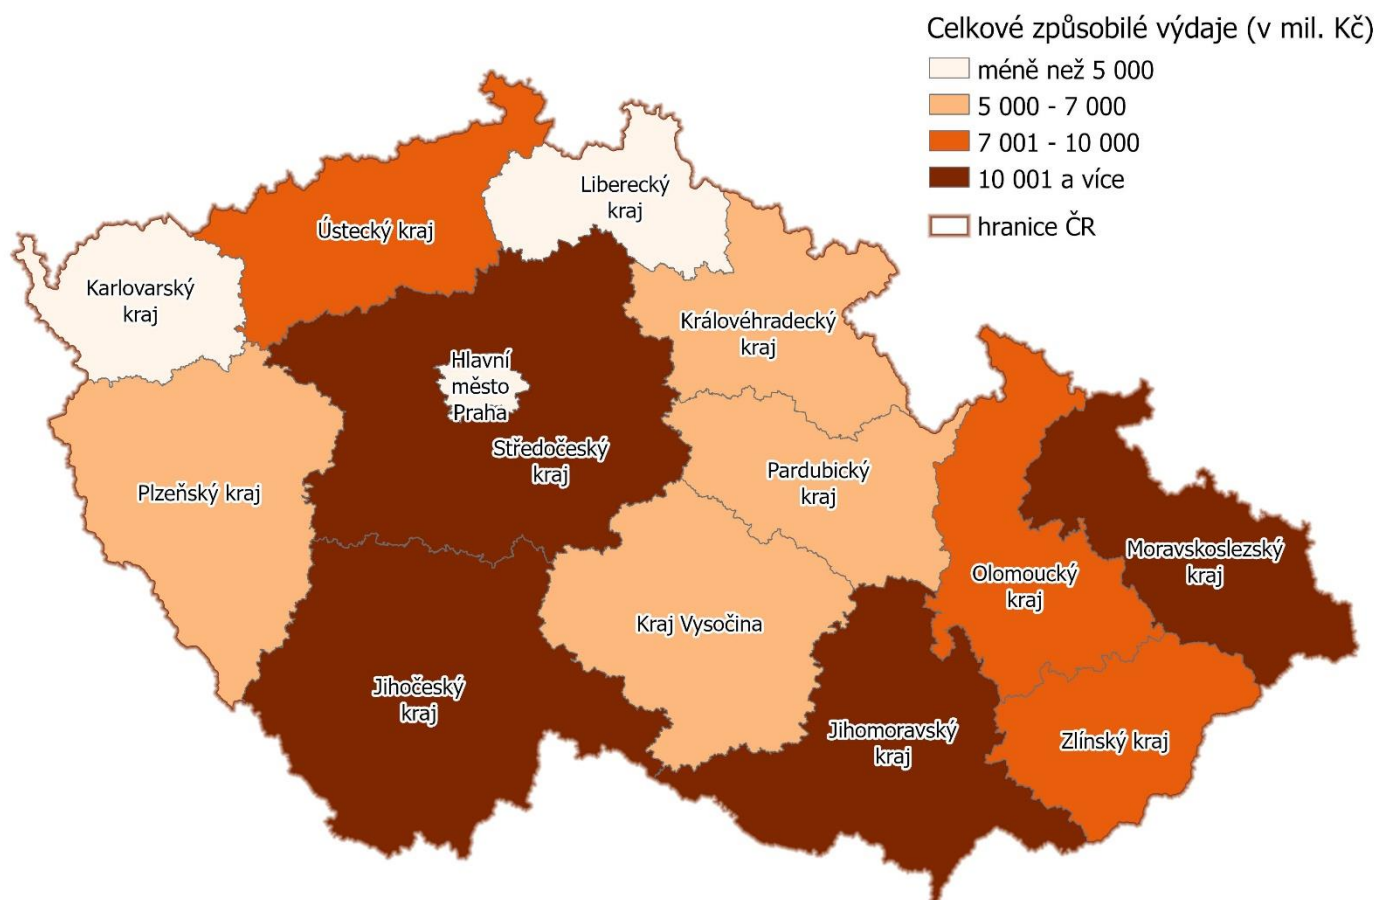 Celkové způsobilé výdaje (v mil. Kč)
méně než 5 000
5 000 - 7 000
7 001 - 10 000
10 001 a více
hranice ČR
Liberecký
kraj
Ústecký kraj
Karlovarský
kraj
Královéhradecký
kraj
Hlavní
město
Praha
Středočeský
kraj
Pardubický
kraj
Plzeňský kraj
Moravskoslezský
kraj
Olomoucký
kraj
Kraj Vysočina
Jihočeský
kraj
Jihomoravský
kraj
Zlínský kraj